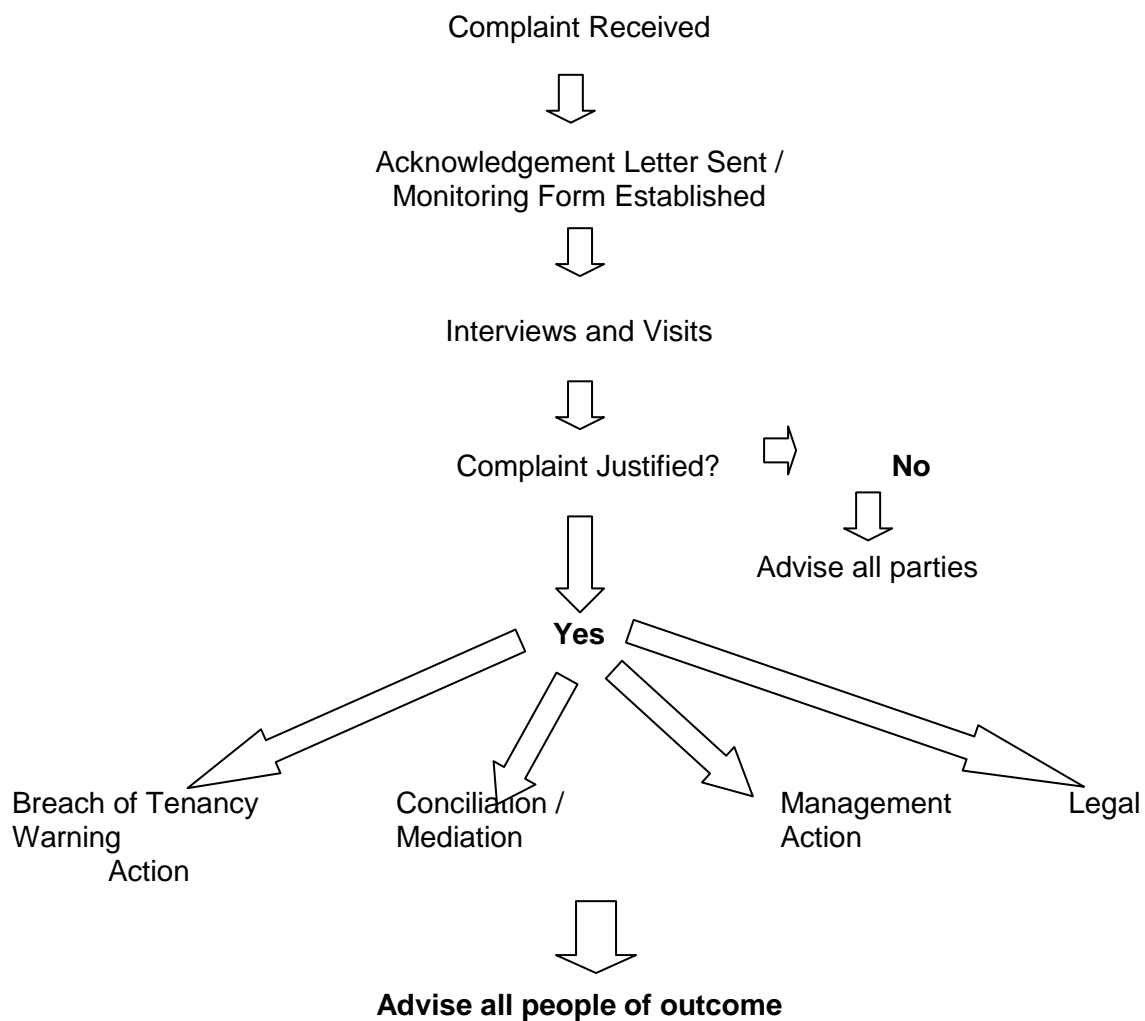 Complaint Received
Acknowledgement Letter Sent /
Monitoring Form Established
Interviews and Visits
Complaint Justified?
No
Advise all parties
Yes
Breach of Tenancy
Warning
Action
Conciliation /
Mediation
Management
Action
Legal
Advise all people of outcome